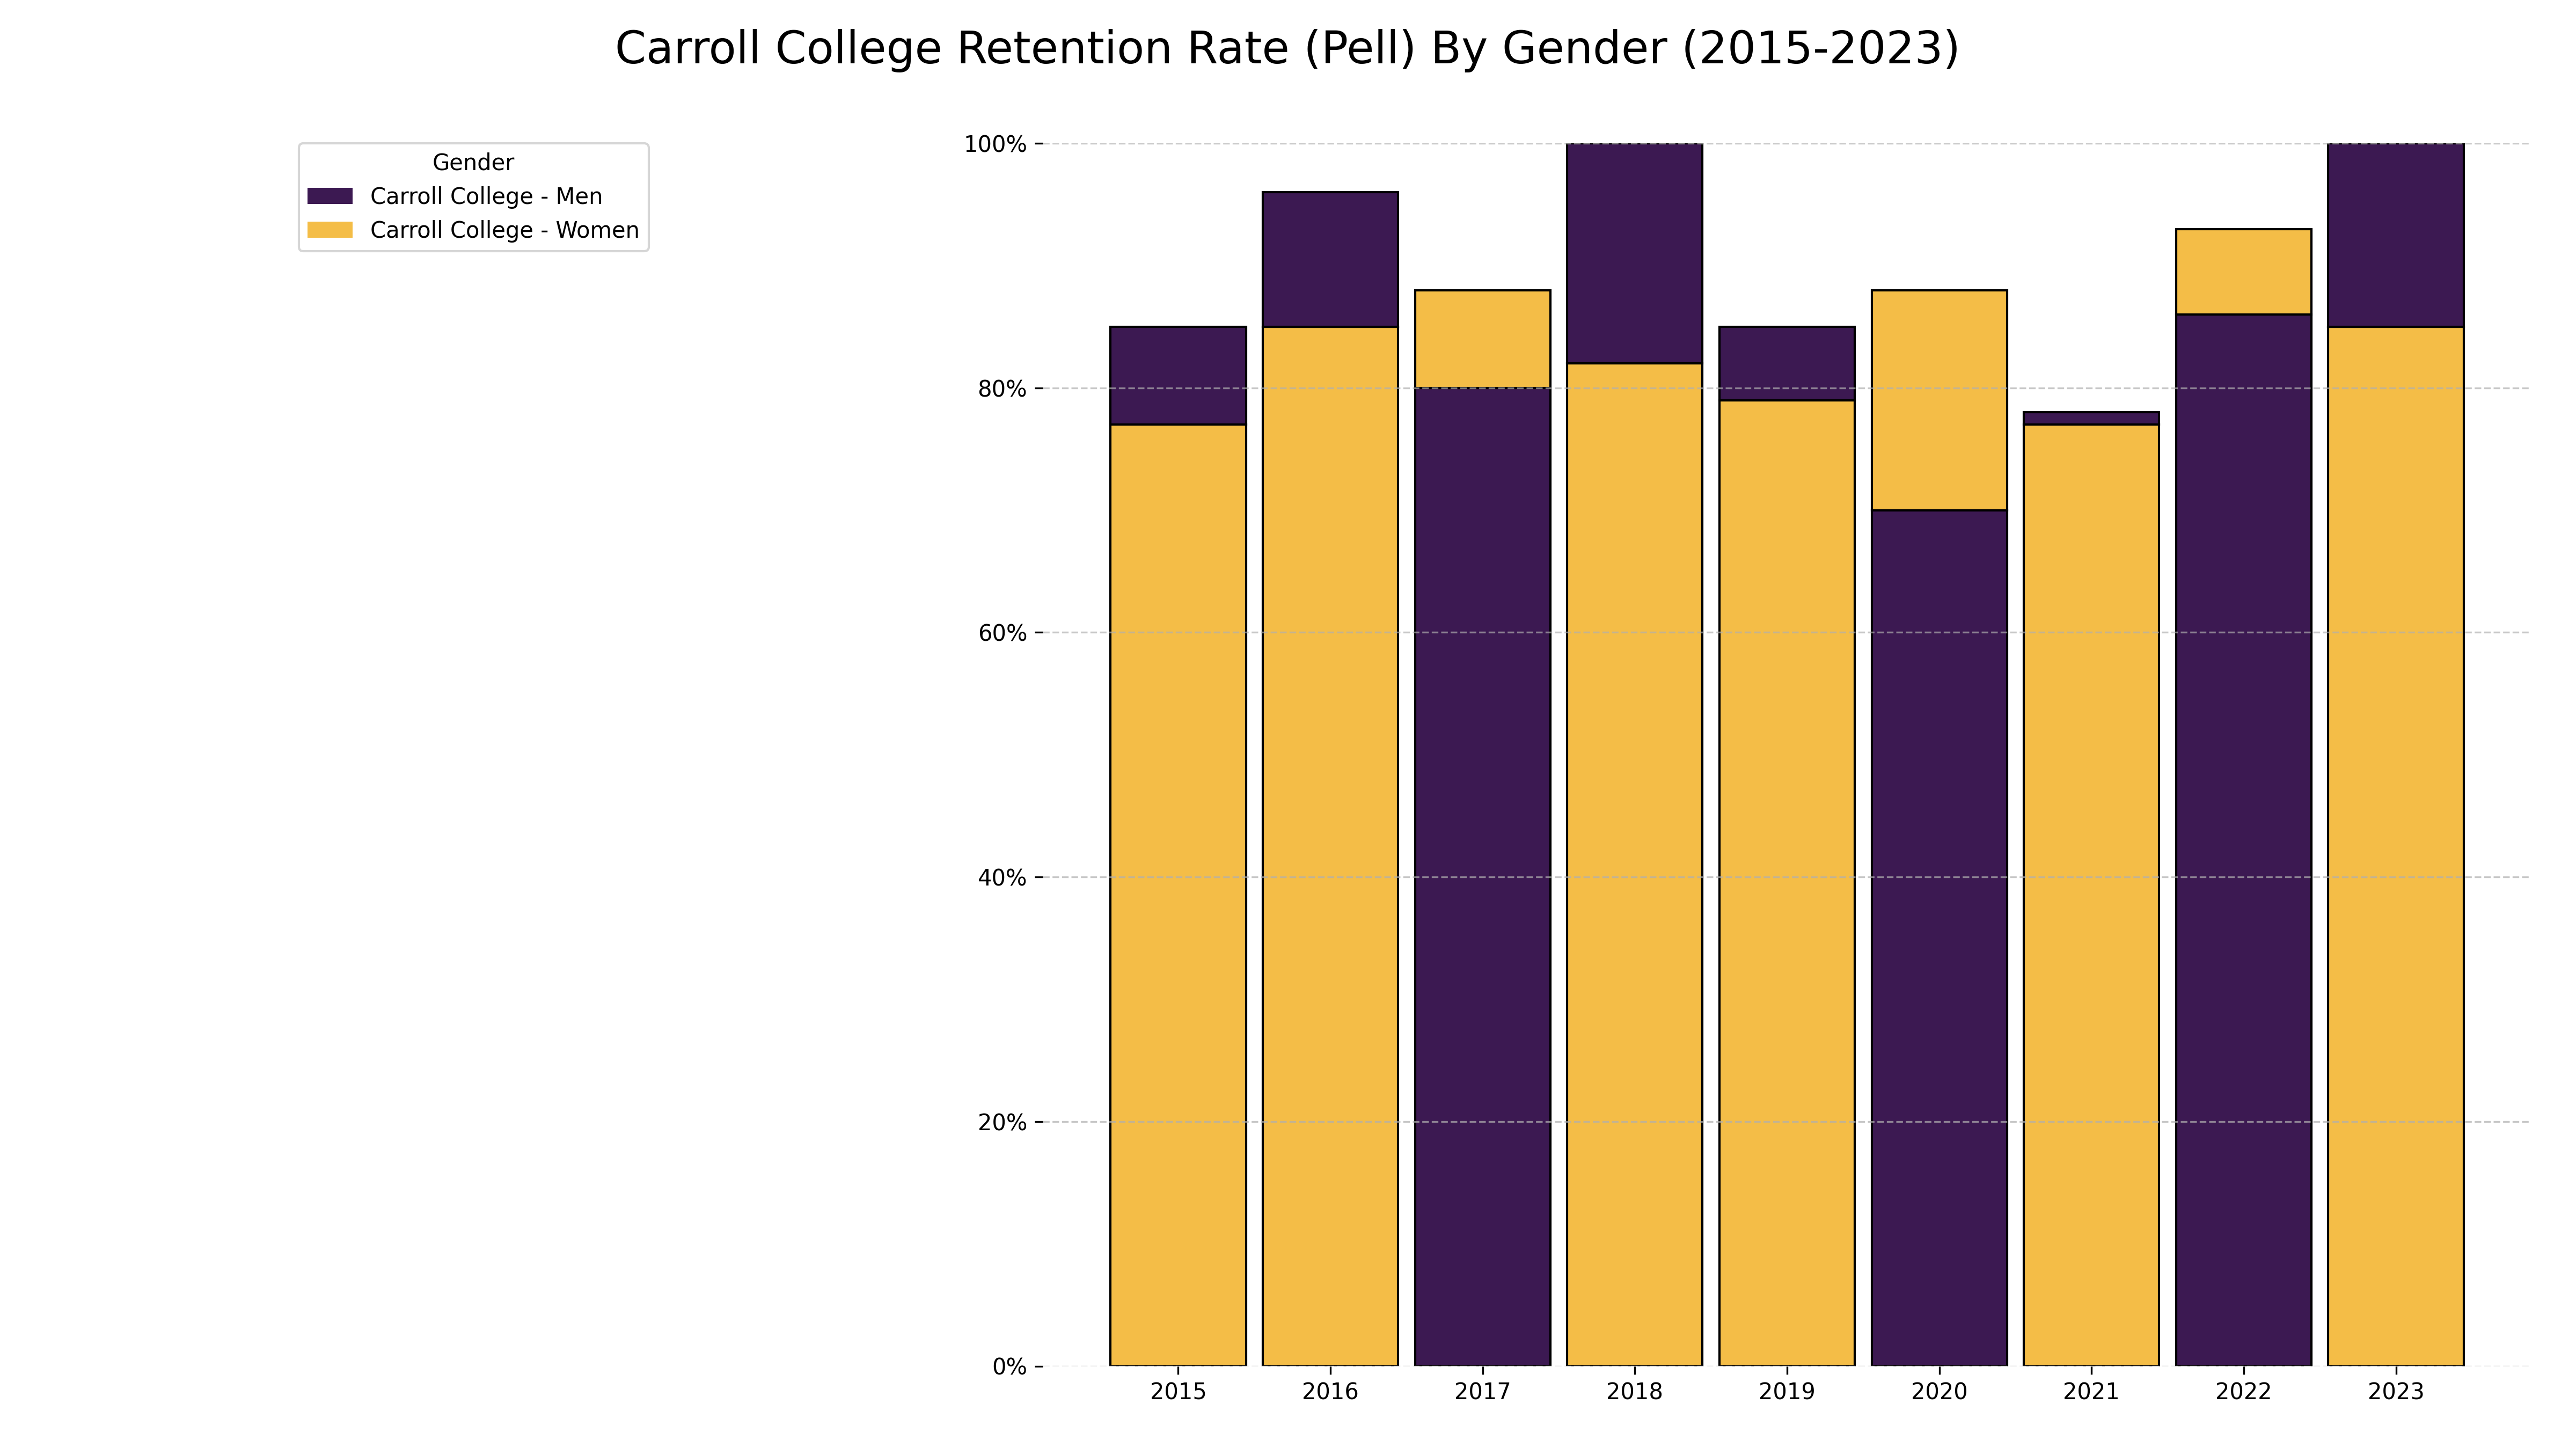 Carroll College Retention Rate (Pell) By Gender (2015-2023)
Gender
Carroll College - Men
Carroll College - Women
100%
80%
60%
40%
20%
0%
2015 2016 2017 2018 2019 2020 2021 2022 2023